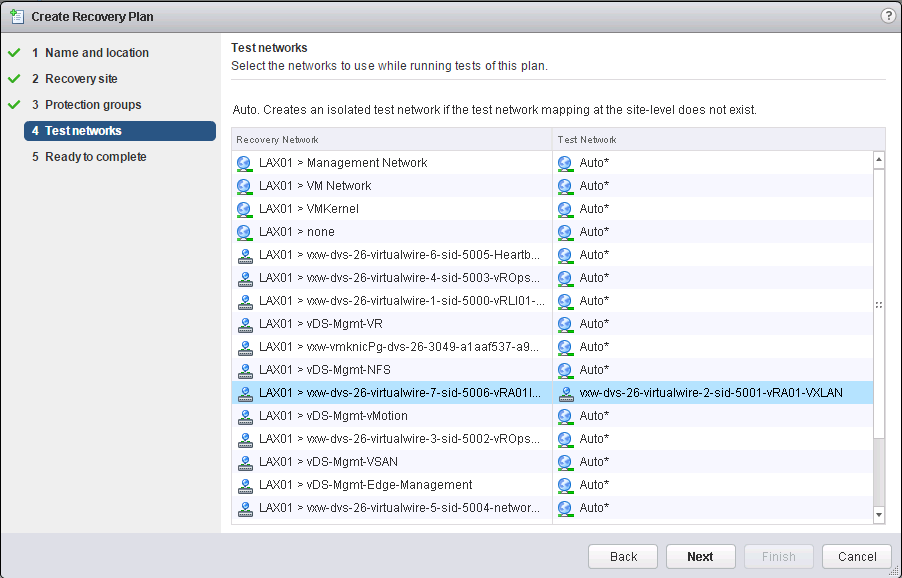 Create Recovery Plan
?
1 Name and location
2 Recovery site
3 Protection groups
4 Test networks
5 Ready to complete
Test networks
Select the networks to use while running tests of this plan.
Auto. Creates an isolated test network if the test network mapping at the site-level does not exist.
Recovery Network Test Network
LAX01 > Management Network Auto*
LAX01 > VM Network Auto*
LAX01 > VMKernel Auto*
LAX01 > none Auto*
LAX01 > vxw-dvs-26-virtualwire-6-sid-5005-Heartb... Auto*
LAX01 > vxw-dvs-26-virtualwire-4-sid-5003-vROps... Auto*
LAX01 > vxw-dvs-26-virtualwire-1-sid-5000-vRLI01-... Auto*
LAX01 > vDS-Mgmt-VR Auto*
LAX01 > vxw-vmknicPg-dvs-26-3049-a1aaf537-a9... Auto*
LAX01 > vDS-Mgmt-NFS Auto*
LAX01 > vxw-dvs-26-virtualwire-7-sid-5006-vRA01I... vxw-dvs-26-virtualwire-2-sid-5001-vRA01-VXLAN
LAX01 > vDS-Mgmt-vMotion Auto*
LAX01 > vxw-dvs-26-virtualwire-3-sid-5002-vROps... Auto*
LAX01 > vDS-Mgmt-VSAN Auto*
LAX01 > vDS-Mgmt-Edge-Management Auto*
LAX01 > vxw-dvs-26-virtualwire-5-sid-5004-networ... Auto*
Back Next Finish Cancel